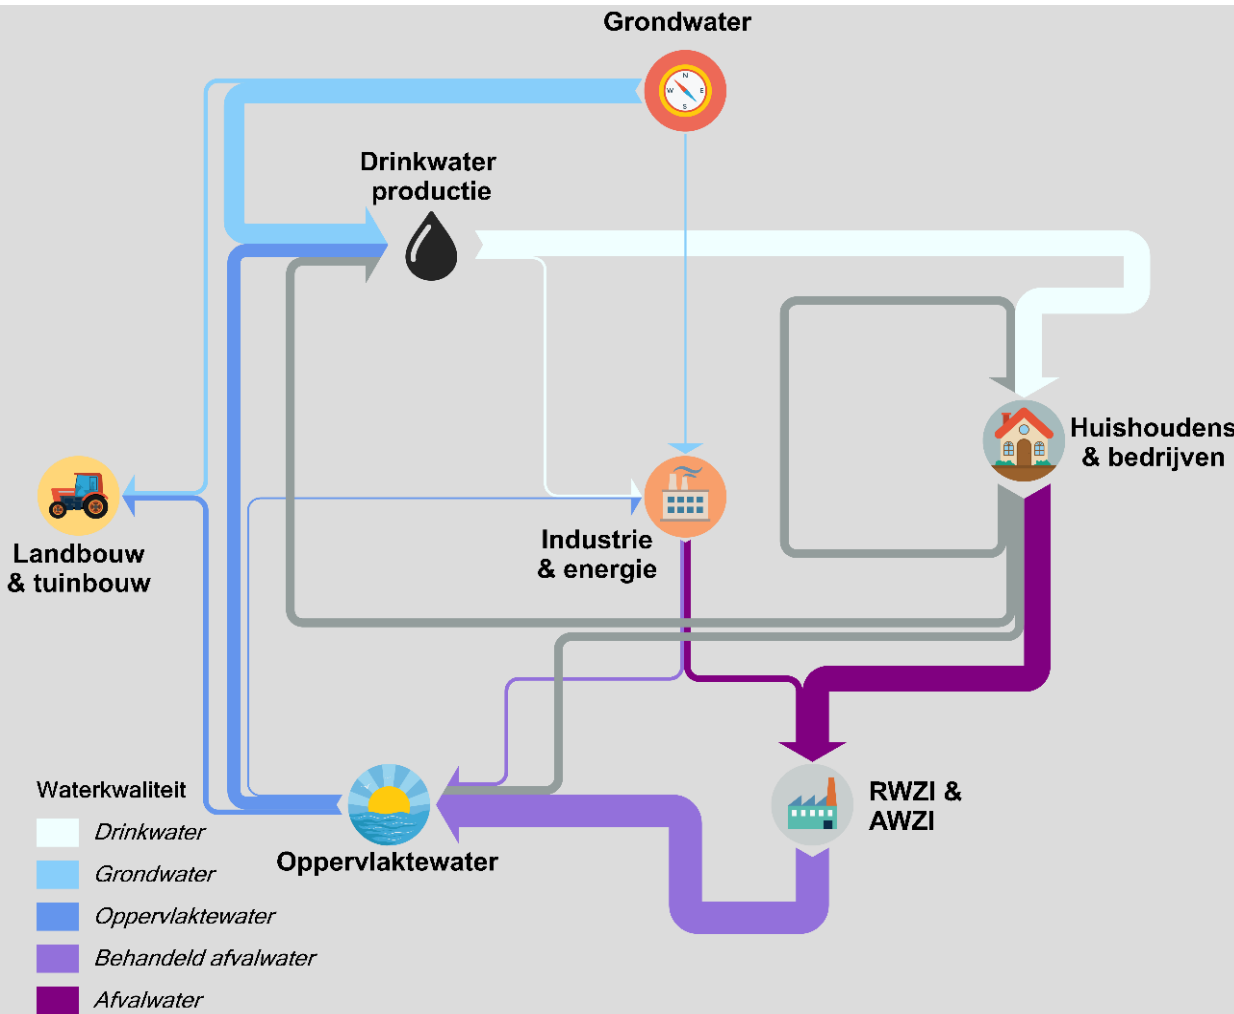 Grondwater
N
W
E
S
Drinkwater
productie
Huishoudens
& bedrijven
Industrie
& energie
Landbouw
& tuinbouw
RWZI &
AWZI
Oppervlaktewater
Waterkwaliteit
Drinkwater
Grondwater
Oppervlaktewater
Behandeld afvalwater
Afvalwater